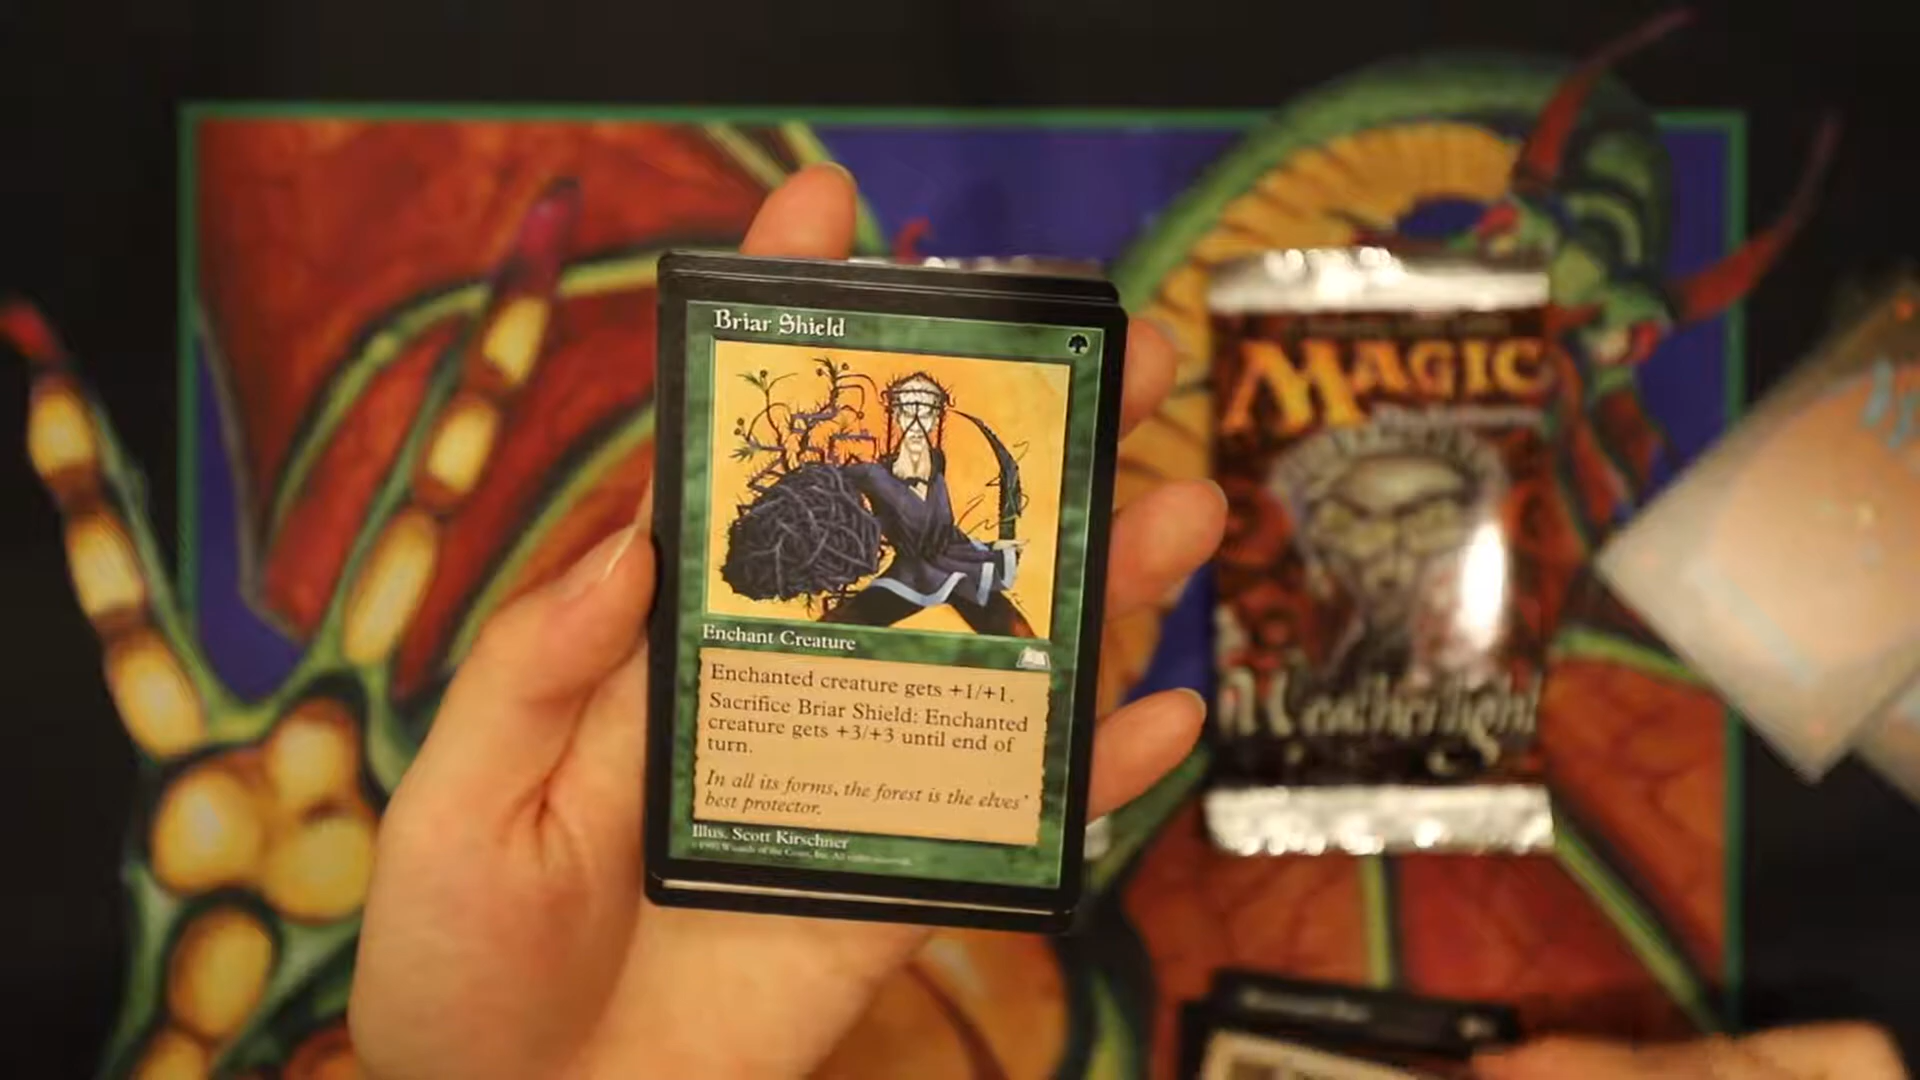 Briar Shield
Enchant Creature
Enchanted creature gets +1/+1.
Sacrifice Briar Shield: Enchanted
creature gets +3/+3 until end of
turn.
In all its forms, the forest is the elves'
best protector.
Illus. Scott Kirschner
MAGIC
Weatherlight